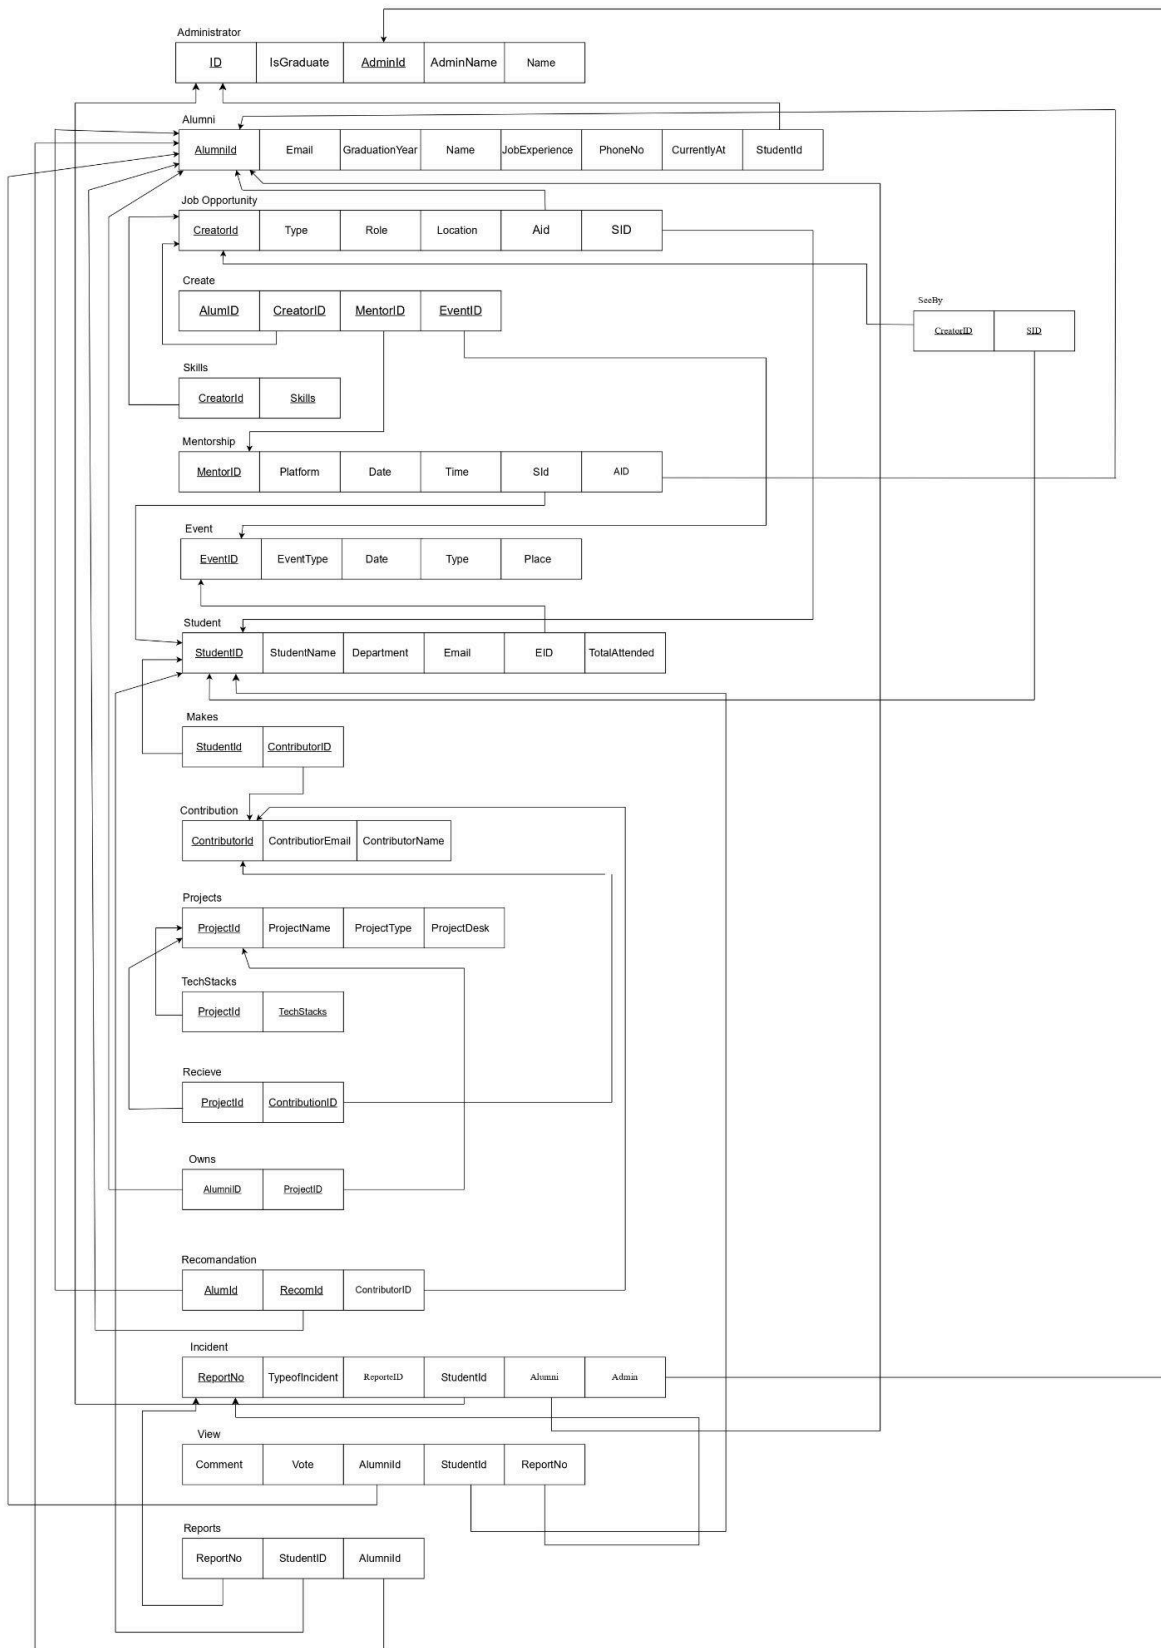 Administrator
ID IsGraduate AdminId AdminName Name
Alumni
AlumniId Email GraduationYear Name JobExperience PhoneNo CurrentlyAt StudentId
Job Opportunity
CreatorId Type Role Location Aid SID
Create
AlumID CreatorID MentorID EventID
SeeBy
CreatorID SID
Skills
CreatorId Skills
Mentorship
MentorID Platform Date Time SId AID
Event
EventID EventType Date Type Place
Student
StudentID StudentName Department Email EID TotalAttended
Makes
StudentId ContributorID
Contribution
ContributorId ContributiorEmail ContributorName
Projects
ProjectId ProjectName ProjectType ProjectDesk
TechStacks
ProjectId TechStacks
Recieve
ProjectId ContributionID
Owns
AlumniID ProjectID
Recomandation
AlumId RecomId ContributorID
Incident
ReportNo TypeofIncident ReporteID StudentId Alumni Admin
View
Comment Vote AlumniId StudentId ReportNo
Reports
ReportNo StudentID AlumniId